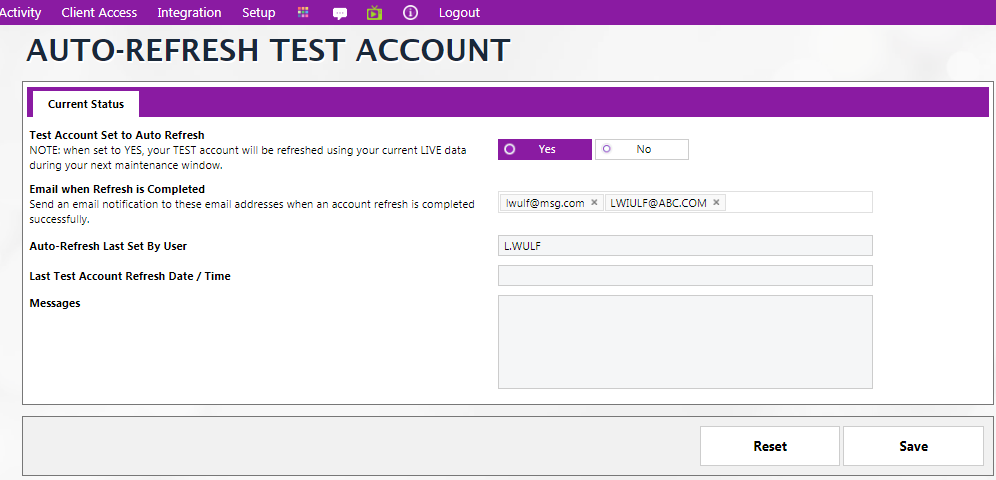 Activity Client Access Integration Setup Logout
AUTO-REFRESH TEST ACCOUNT
Current Status
Test Account Set to Auto Refresh
NOTE: when set to YES, your TEST account will be refreshed using your current LIVE data
during your next maintenance window.
Yes No
Email when Refresh is Completed
Send an email notification to these email addresses when an account refresh is completed
successfully.
lwulf@msg.com × LWIULF@ABC.COM ×
Auto-Refresh Last Set By User
L.WULF
Last Test Account Refresh Date / Time
Messages
Reset Save